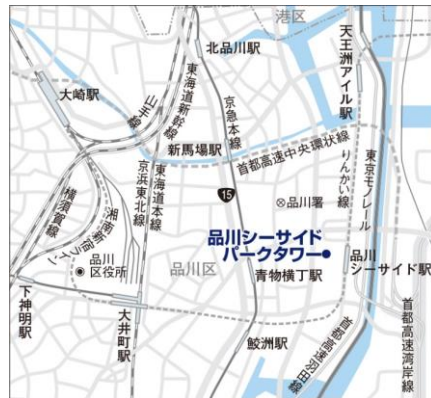 港区
北品川駅
天王洲アイル駅
大崎駅
山手線
東海道新幹線
京急本線
新馬場駅
首都高速中央環状線
りんかい線
東京モノレール
東海道本線
京浜東北線
横須賀線
湘南新宿ライン
15
品川署
品川シーサイド
パークタワー
品川
区役所
品川区
青物横丁駅
品川
シーサイド駅
下神明駅
大井町駅
鮫洲駅
首都高速羽田線
首都高速湾岸線